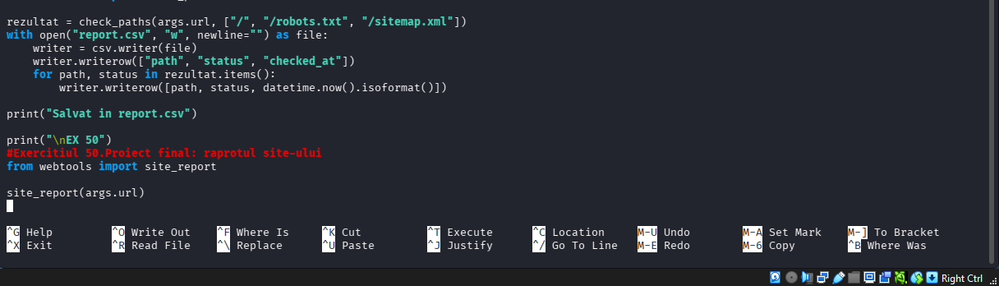 rezultat = check_paths(args.url, ["/", "/robots.txt", "/sitemap.xml"])
with open("report.csv", "w", newline="") as file:
    writer = csv.writer(file)
    writer.writerow(["path", "status", "checked_at"])
    for path, status in rezultat.items():
        writer.writerow([path, status, datetime.now().isoformat()])

print("Salvat in report.csv")

print("\nEX 50")
#Exercitiul 50.Proiect final: raprotul site-ului
from webtools import site_report

site_report(args.url)

^G Help ^O Write Out ^F Where Is ^K Cut ^T Execute ^C Location M-U Undo M-A Set Mark M-] To Bracket
^X Exit ^R Read File ^\ Replace ^U Paste ^J Justify ^/ Go To Line M-E Redo M-6 Copy ^B Where Was
Right Ctrl